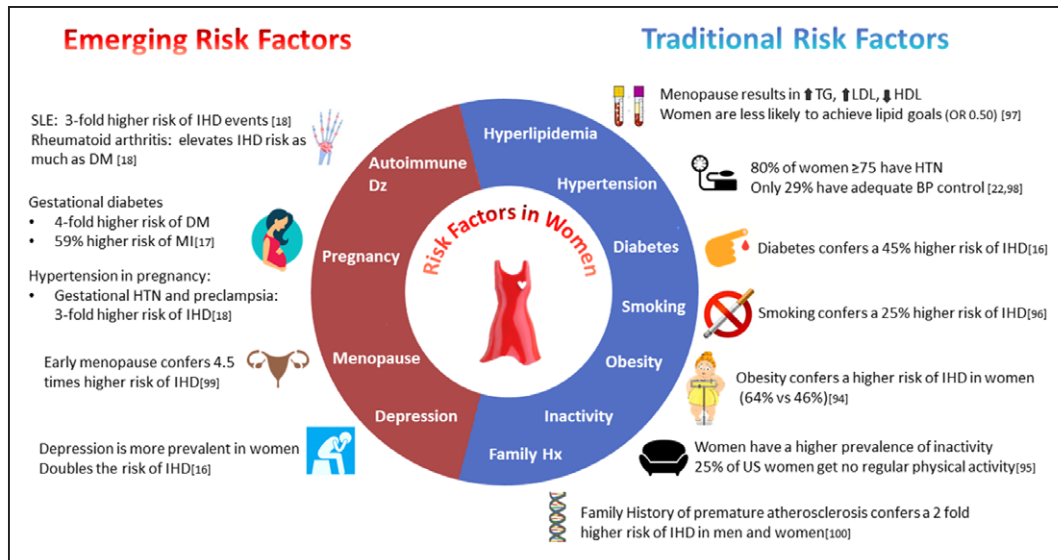 Emerging Risk Factors
Traditional Risk Factors
SLE: 3-fold higher risk of IHD events [18]
Rheumatoid arthritis: elevates IHD risk as
much as DM [18]
Gestational diabetes
• 4-fold higher risk of DM
• 59% higher risk of MI[17]
Hypertension in pregnancy:
• Gestational HTN and preclampsia:
3-fold higher risk of IHD[18]
Early menopause confers 4.5
times higher risk of IHD[99]
Depression is more prevalent in women
Doubles the risk of IHD[16]
Autoimmune
Dz
Pregnancy
Menopause
Depression
Risk Factors in Women
Hyperlipidemia
Hypertension
Diabetes
Smoking
Obesity
Inactivity
Family Hx
Menopause results in ⬆TG, ⬆LDL, ⬇HDL
Women are less likely to achieve lipid goals (OR 0.50) [97]
80% of women ≥75 have HTN
Only 29% have adequate BP control [22,98]
Diabetes confers a 45% higher risk of IHD[16]
Smoking confers a 25% higher risk of IHD[96]
Obesity confers a higher risk of IHD in women
(64% vs 46%)[94]
Women have a higher prevalence of inactivity
25% of US women get no regular physical activity[95]
Family History of premature atherosclerosis confers a 2 fold
higher risk of IHD in men and women[100]